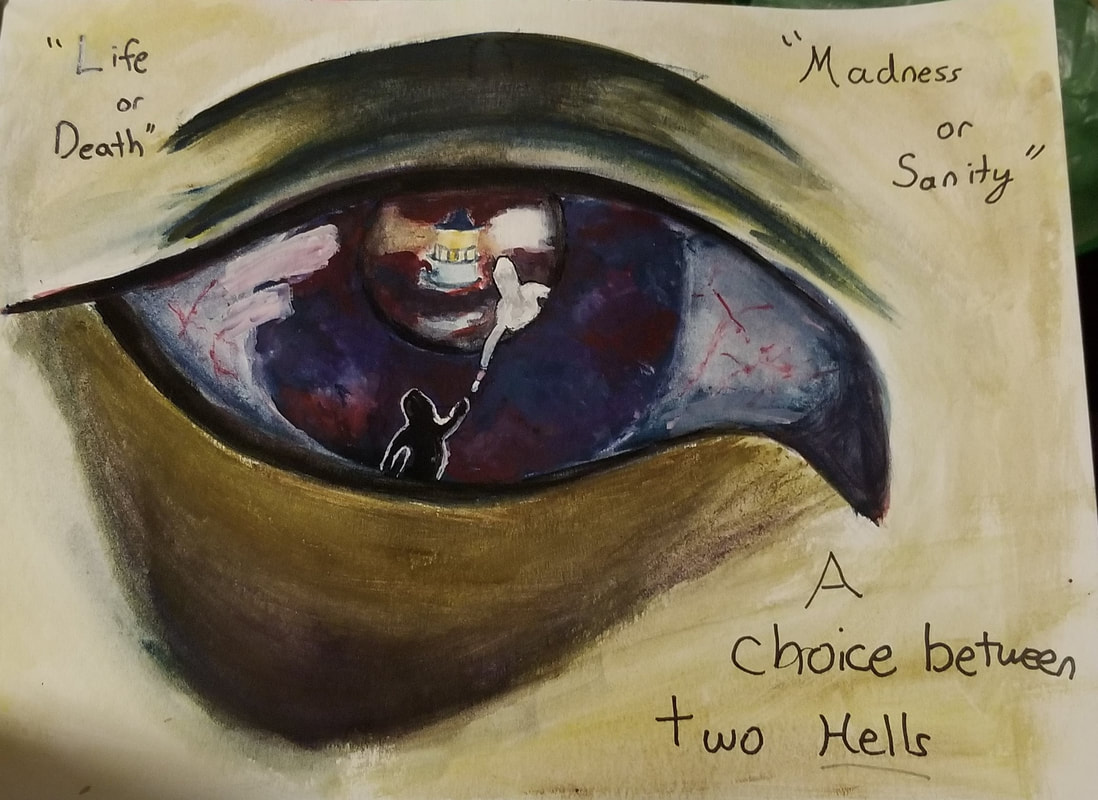 "Life
or
Death"
"Madness
or
Sanity"
A
choice between
two Hells